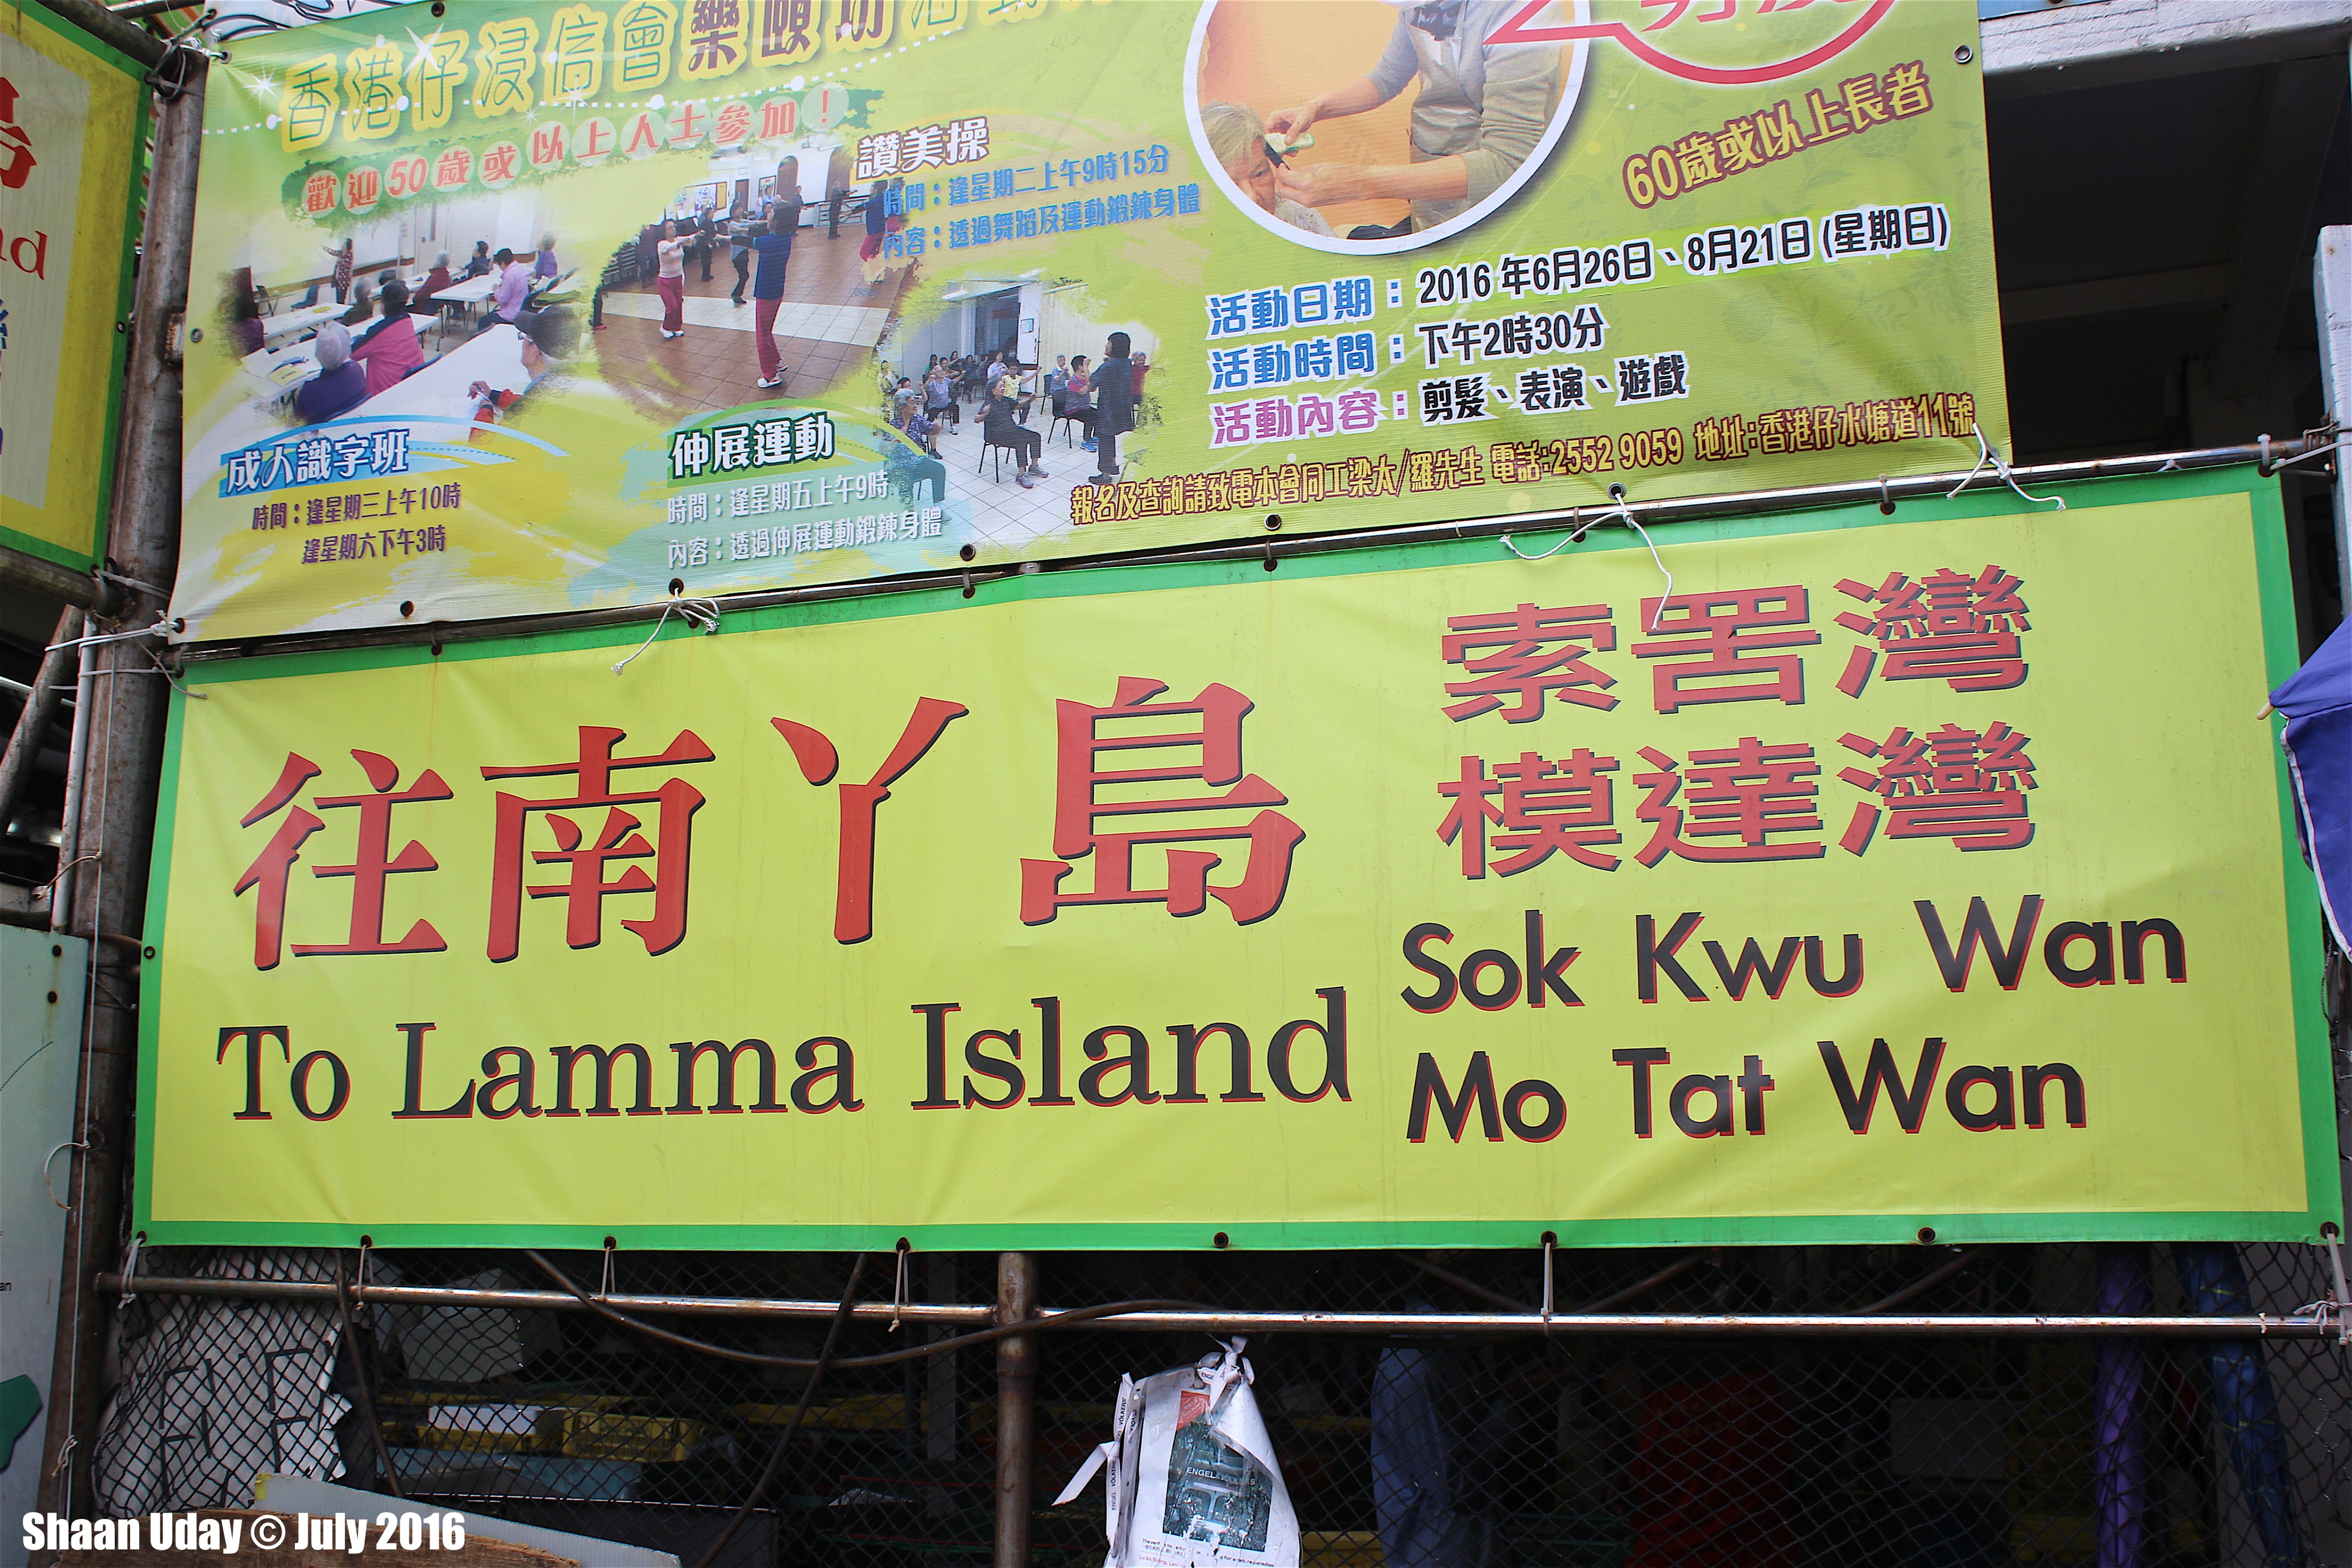 香港仔浸信會樂頤坊活動
歡迎50歲或以上人士參加！
讚美操
時間：逢星期二上午9時15分
內容：透過舞蹈及運動鍛鍊身體
成人識字班
時間：逢星期三上午10時
逢星期六下午3時
伸展運動
時間：逢星期五上午9時
內容：透過伸展運動鍛鍊身體
60歲或以上長者
活動日期：2016年6月26日、8月21日(星期日)
活動時間：下午2時30分
活動內容：剪髮、表演、遊戲
報名及查詢請致電本會同工梁太/羅先生 電話:2552 9059 地址:香港仔水塘道11號
往南丫島
To Lamma Island
索罟灣
模達灣
Sok Kwu Wan
Mo Tat Wan
ENGEL & VÖLKERS
Shaan Uday © July 2016